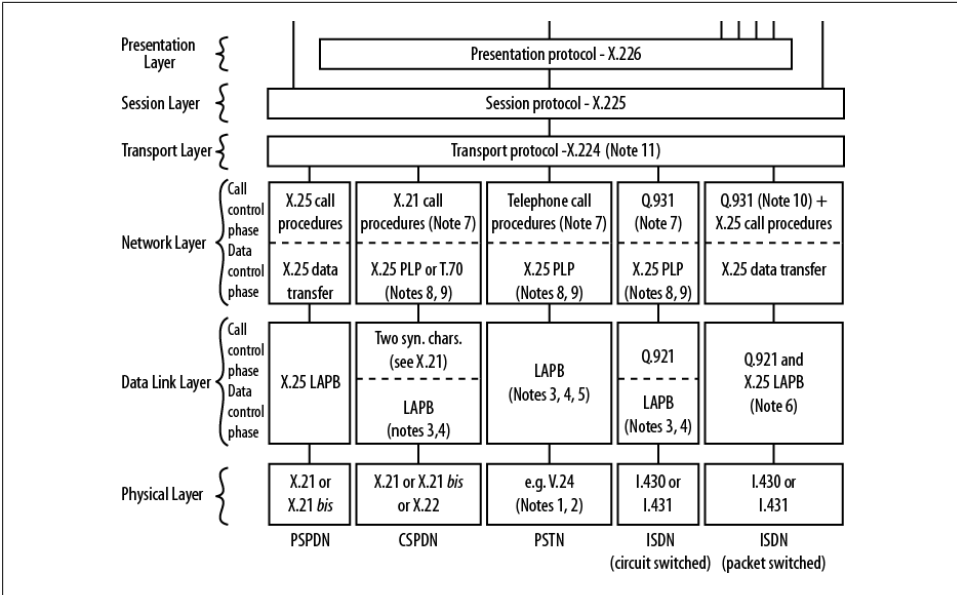 Presentation
Layer
Presentation protocol - X.226
Session Layer
Session protocol - X.225
Transport Layer
Transport protocol -X.224 (Note 11)
Network Layer
Call
control
phase
Data
control
phase
X.25 call
procedures
X.25 data
transfer
X.21 call
procedures (Note 7)
X.25 PLP or T.70
(Notes 8, 9)
Telephone call
procedures (Note 7)
X.25 PLP
(Notes 8, 9)
Q.931
(Note 7)
X.25 PLP
(Notes 8, 9)
Q.931 (Note 10) +
X.25 call procedures
X.25 data transfer
Data Link Layer
Call
control
phase
Data
control
phase
X.25 LAPB
Two syn. chars.
(see X.21)
LAPB
(notes 3,4)
LAPB
(Notes 3, 4, 5)
Q.921
LAPB
(Notes 3, 4)
Q.921 and
X.25 LAPB
(Note 6)
Physical Layer
X.21 or
X.21 bis
X.21 or X.21 bis
or X.22
e.g. V.24
(Notes 1, 2)
I.430 or
I.431
I.430 or
I.431
PSPDN
CSPDN
PSTN
ISDN
(circuit switched)
ISDN
(packet switched)